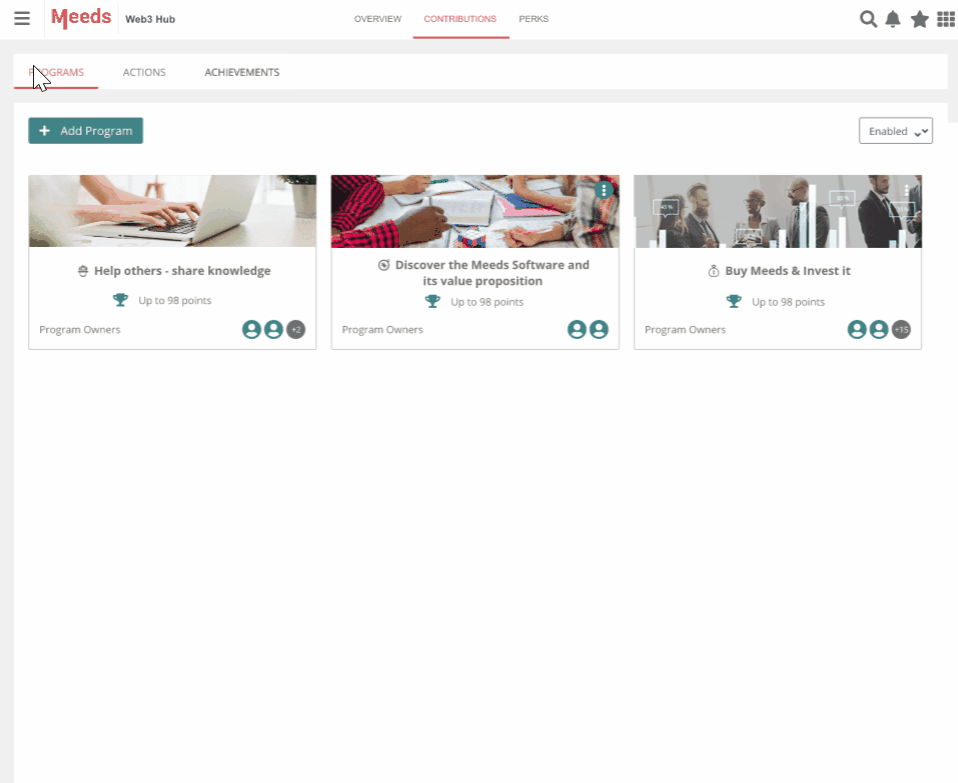 Meeds
Web3 Hub
OVERVIEW
CONTRIBUTIONS
PERKS
PROGRAMS
ACTIONS
ACHIEVEMENTS
+ Add Program
Enabled
Help others - share knowledge
Up to 98 points
Program Owners
+2
Discover the Meeds Software and
its value proposition
Up to 98 points
Program Owners
Buy Meeds & Invest it
Up to 98 points
Program Owners
+15